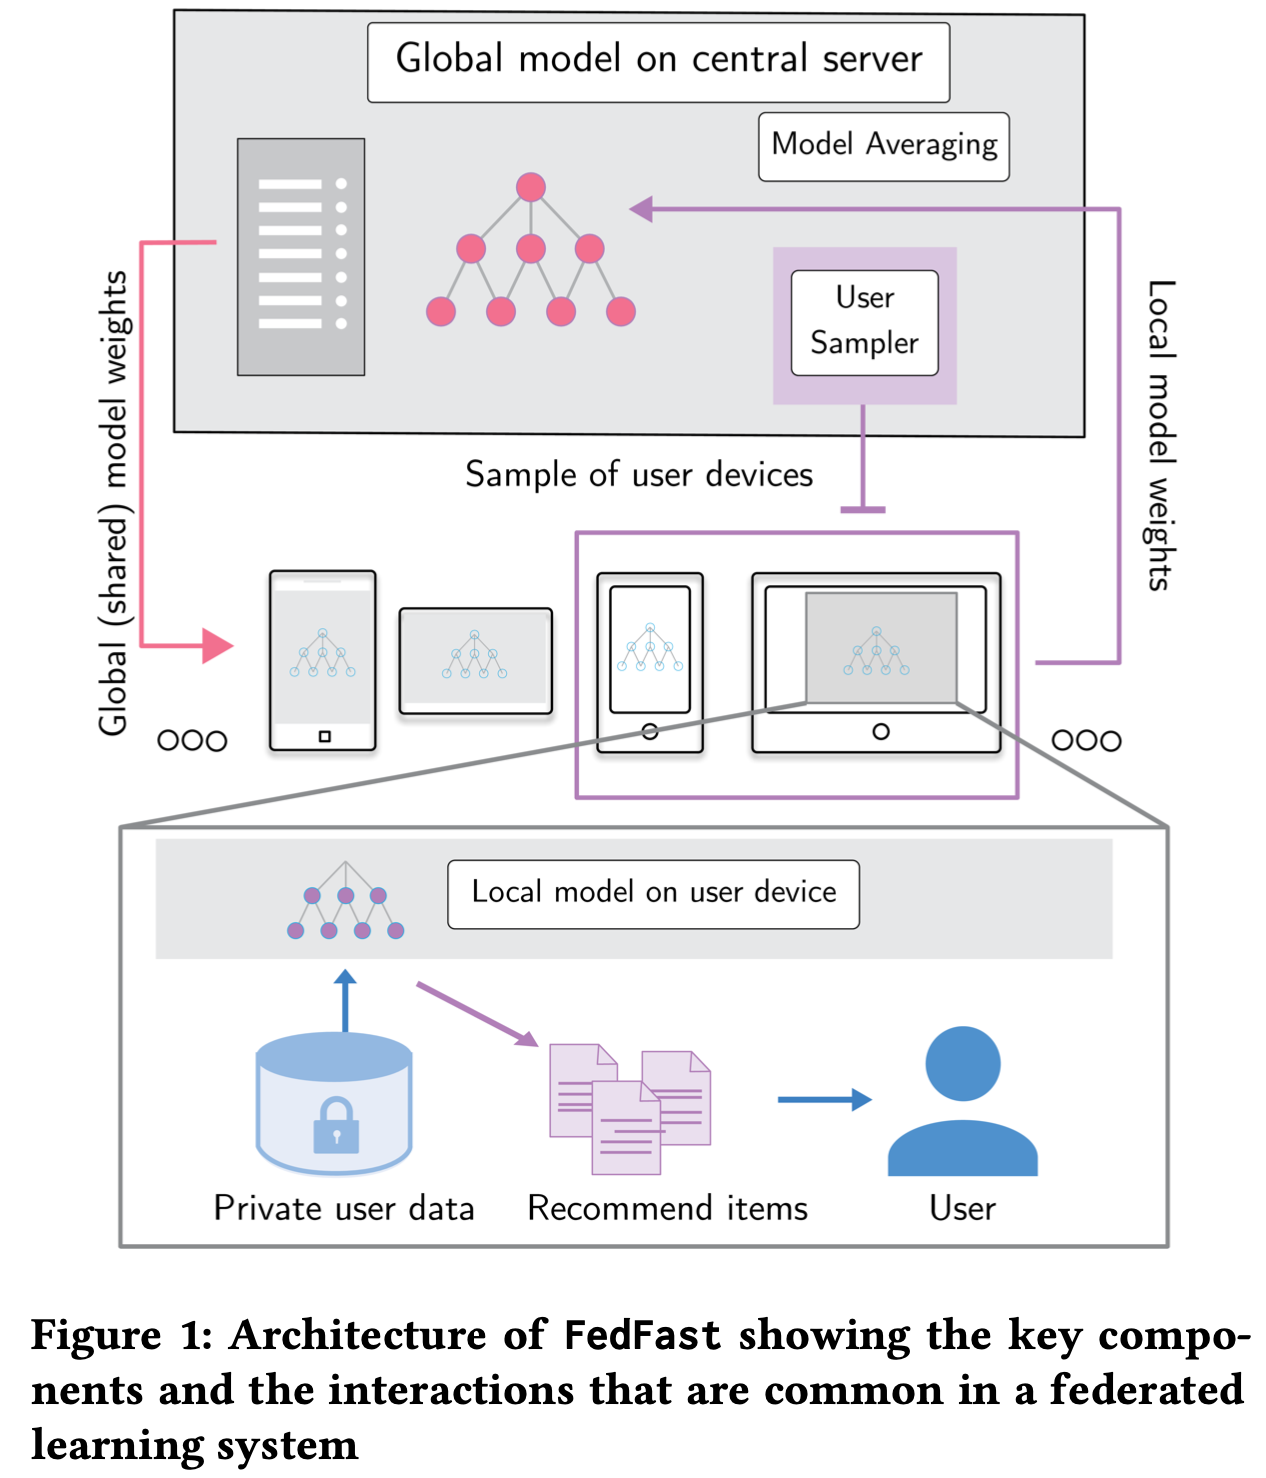 Global model on central server
Model Averaging
User
Sampler
Global (shared) model weights
Local model weights
Sample of user devices
Local model on user device
Private user data
Recommend items
User
Figure 1: Architecture of FedFast showing the key compo-
nents and the interactions that are common in a federated
learning system